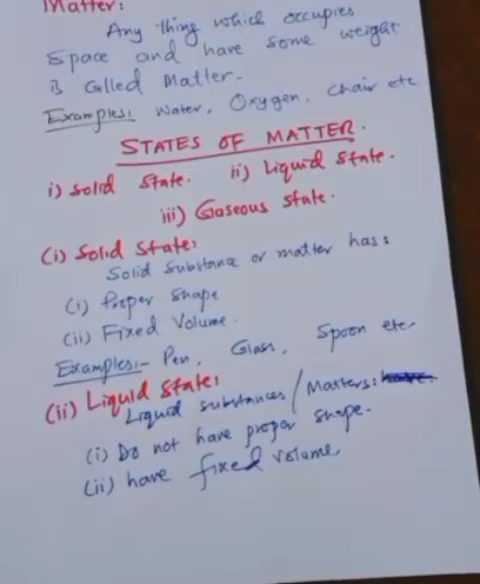 Matter:
Any thing which occupies
Space and have some weight
is Called Matter.
Examples: Water, Oxygen, Chair etc
STATES OF MATTER.
i) Solid State. ii) Liquid State.
iii) Gaseous State.
(i) Solid State:
Solid Substance or matter has:
(i) Proper Shape
(ii) Fixed Volume.
Examples:- Pen, Glass, Spoon etc
(ii) Liquid State:
Liquid substances/Matters:
(i) Do not have proper shape.
(ii) have fixed volume